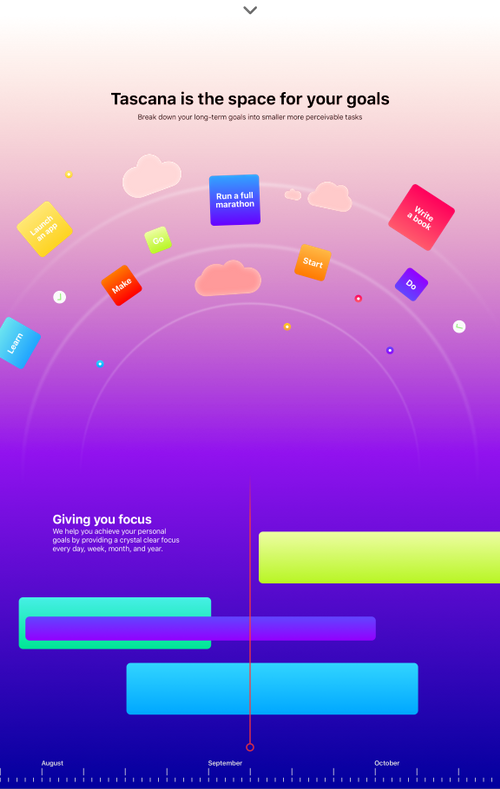 Tascana is the space for your goals
Break down your long-term goals into smaller more perceivable tasks
Run a full
marathon
Launch
an app
Write
a book
Go
Start
Make
Do
Learn
Giving you focus
We help you achieve your personal
goals by providing a crystal clear focus
every day, week, month, and year.
August
September
October